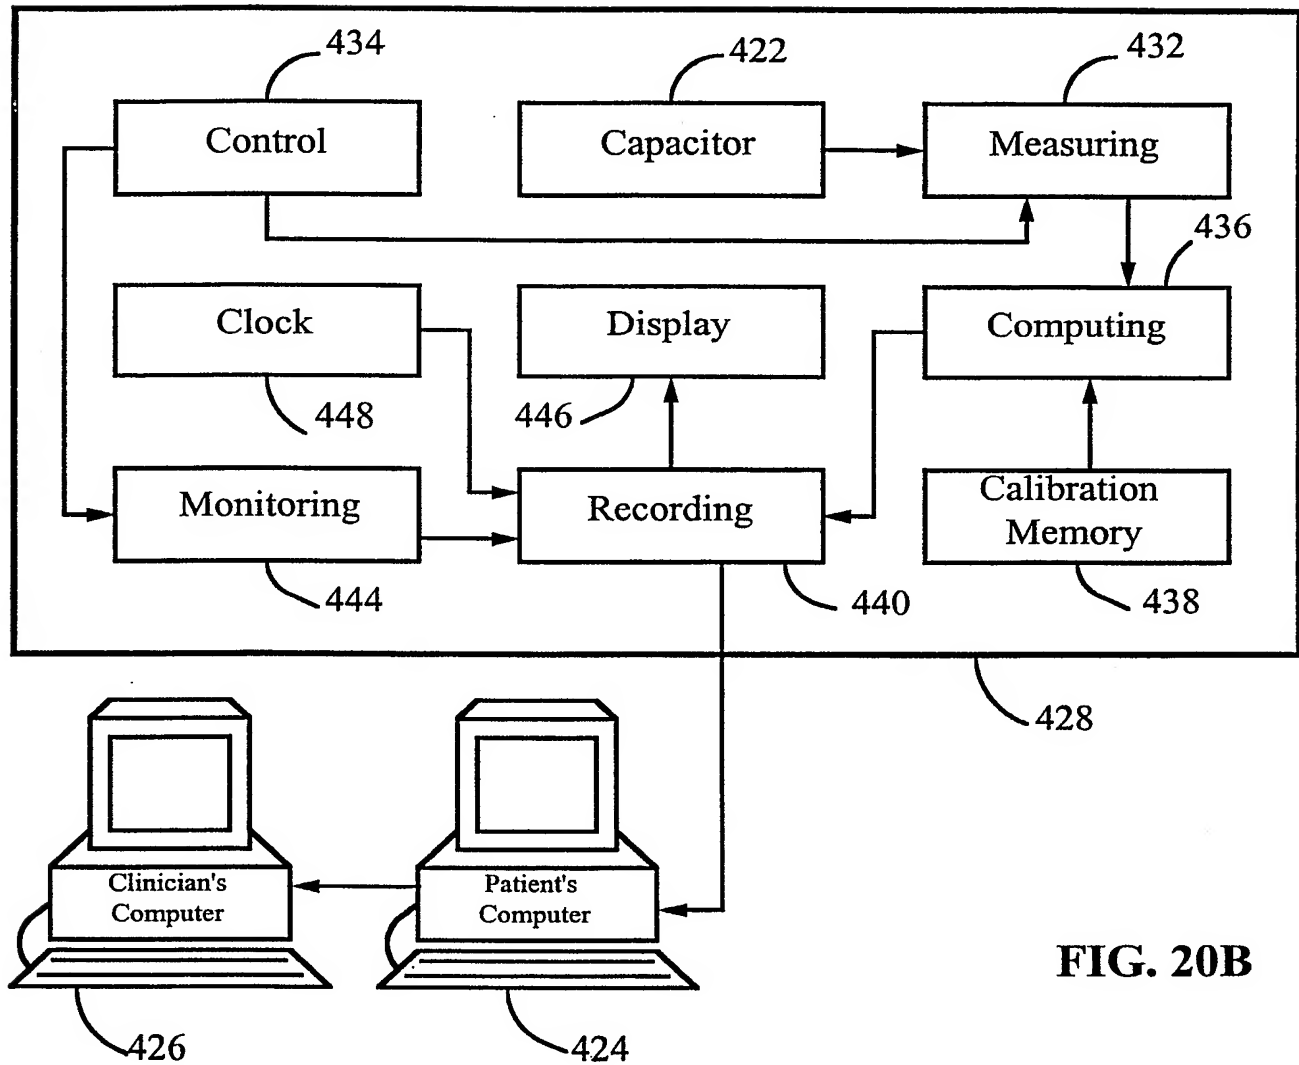 434
422
432
Control
Capacitor
Measuring
436
Clock
Display
Computing
448
446
Monitoring
Recording
Calibration
Memory
444
440
438
428
Clinician's
Computer
Patient's
Computer
FIG. 20B
426
424